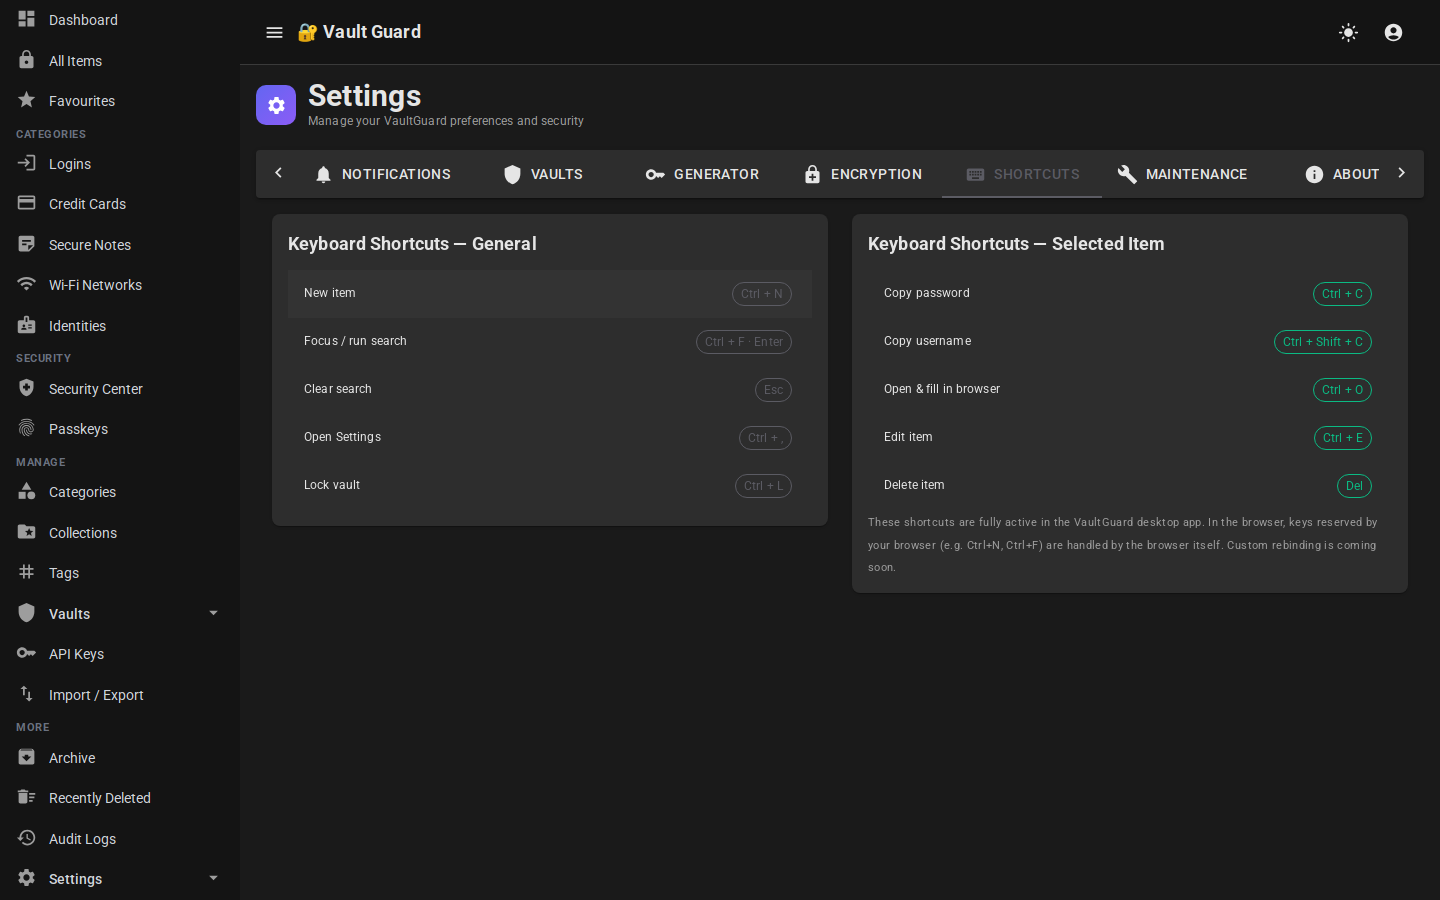 Dashboard
All Items
Favourites
CATEGORIES
Logins
Credit Cards
Secure Notes
Wi-Fi Networks
Identities
SECURITY
Security Center
Passkeys
MANAGE
Categories
Collections
Tags
Vaults
API Keys
Import / Export
MORE
Archive
Recently Deleted
Audit Logs
Settings
Vault Guard
Settings
Manage your VaultGuard preferences and security
NOTIFICATIONS VAULTS GENERATOR ENCRYPTION SHORTCUTS MAINTENANCE ABOUT
Keyboard Shortcuts — General
New item Ctrl + N
Focus / run search Ctrl + F · Enter
Clear search Esc
Open Settings Ctrl + ,
Lock vault Ctrl + L
Keyboard Shortcuts — Selected Item
Copy password Ctrl + C
Copy username Ctrl + Shift + C
Open & fill in browser Ctrl + O
Edit item Ctrl + E
Delete item Del
These shortcuts are fully active in the VaultGuard desktop app. In the browser, keys reserved by
your browser (e.g. Ctrl+N, Ctrl+F) are handled by the browser itself. Custom rebinding is coming
soon.